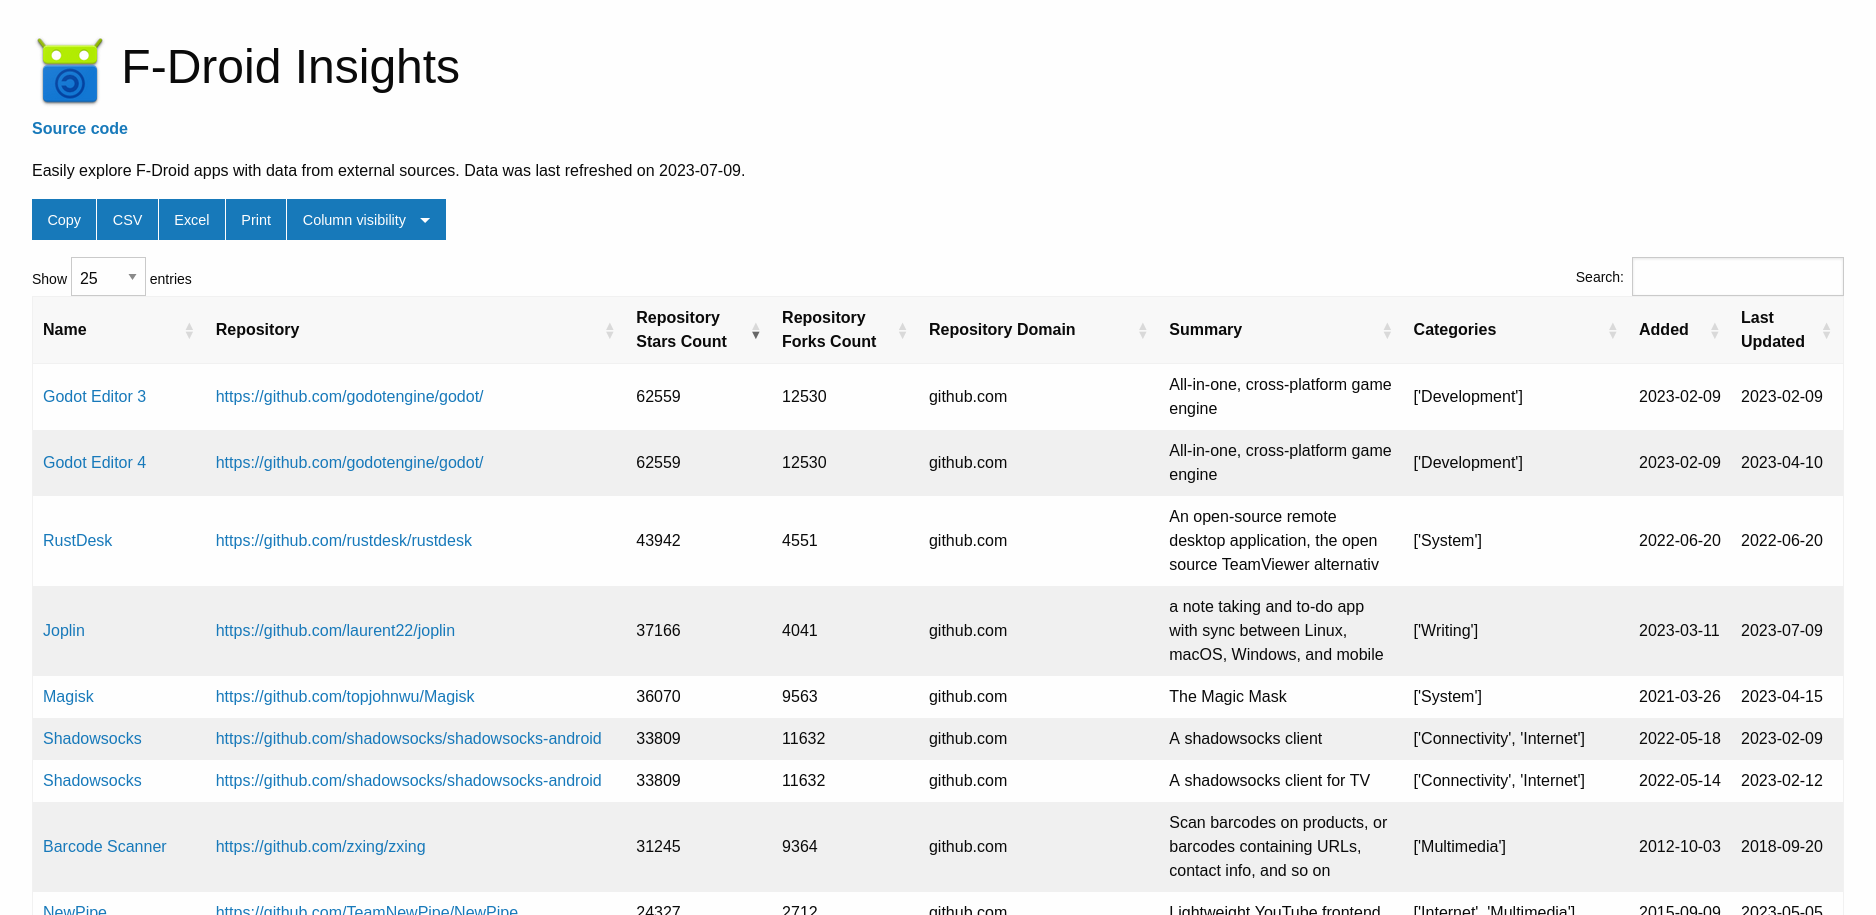 F-Droid Insights
Source code
Easily explore F-Droid apps with data from external sources. Data was last refreshed on 2023-07-09.
Copy CSV Excel Print Column visibility
Show 25 entries Search:
Name Repository Repository Stars Count Repository Forks Count Repository Domain Summary Categories Added Last Updated
Godot Editor 3 https://github.com/godotengine/godot/ 62559 12530 github.com All-in-one, cross-platform game engine ['Development'] 2023-02-09 2023-02-09
Godot Editor 4 https://github.com/godotengine/godot/ 62559 12530 github.com All-in-one, cross-platform game engine ['Development'] 2023-02-09 2023-04-10
RustDesk https://github.com/rustdesk/rustdesk 43942 4551 github.com An open-source remote desktop application, the open source TeamViewer alternativ ['System'] 2022-06-20 2022-06-20
Joplin https://github.com/laurent22/joplin 37166 4041 github.com a note taking and to-do app with sync between Linux, macOS, Windows, and mobile ['Writing'] 2023-03-11 2023-07-09
Magisk https://github.com/topjohnwu/Magisk 36070 9563 github.com The Magic Mask ['System'] 2021-03-26 2023-04-15
Shadowsocks https://github.com/shadowsocks/shadowsocks-android 33809 11632 github.com A shadowsocks client ['Connectivity', 'Internet'] 2022-05-18 2023-02-09
Shadowsocks https://github.com/shadowsocks/shadowsocks-android 33809 11632 github.com A shadowsocks client for TV ['Connectivity', 'Internet'] 2022-05-14 2023-02-12
Barcode Scanner https://github.com/zxing/zxing 31245 9364 github.com Scan barcodes on products, or barcodes containing URLs, contact info, and so on ['Multimedia'] 2012-10-03 2018-09-20
NewPipe https://github.com/TeamNewPipe/NewPipe 24327 2712 github.com Lightweight YouTube frontend ['Internet', 'Multimedia'] 2015-09-09 2023-05-05